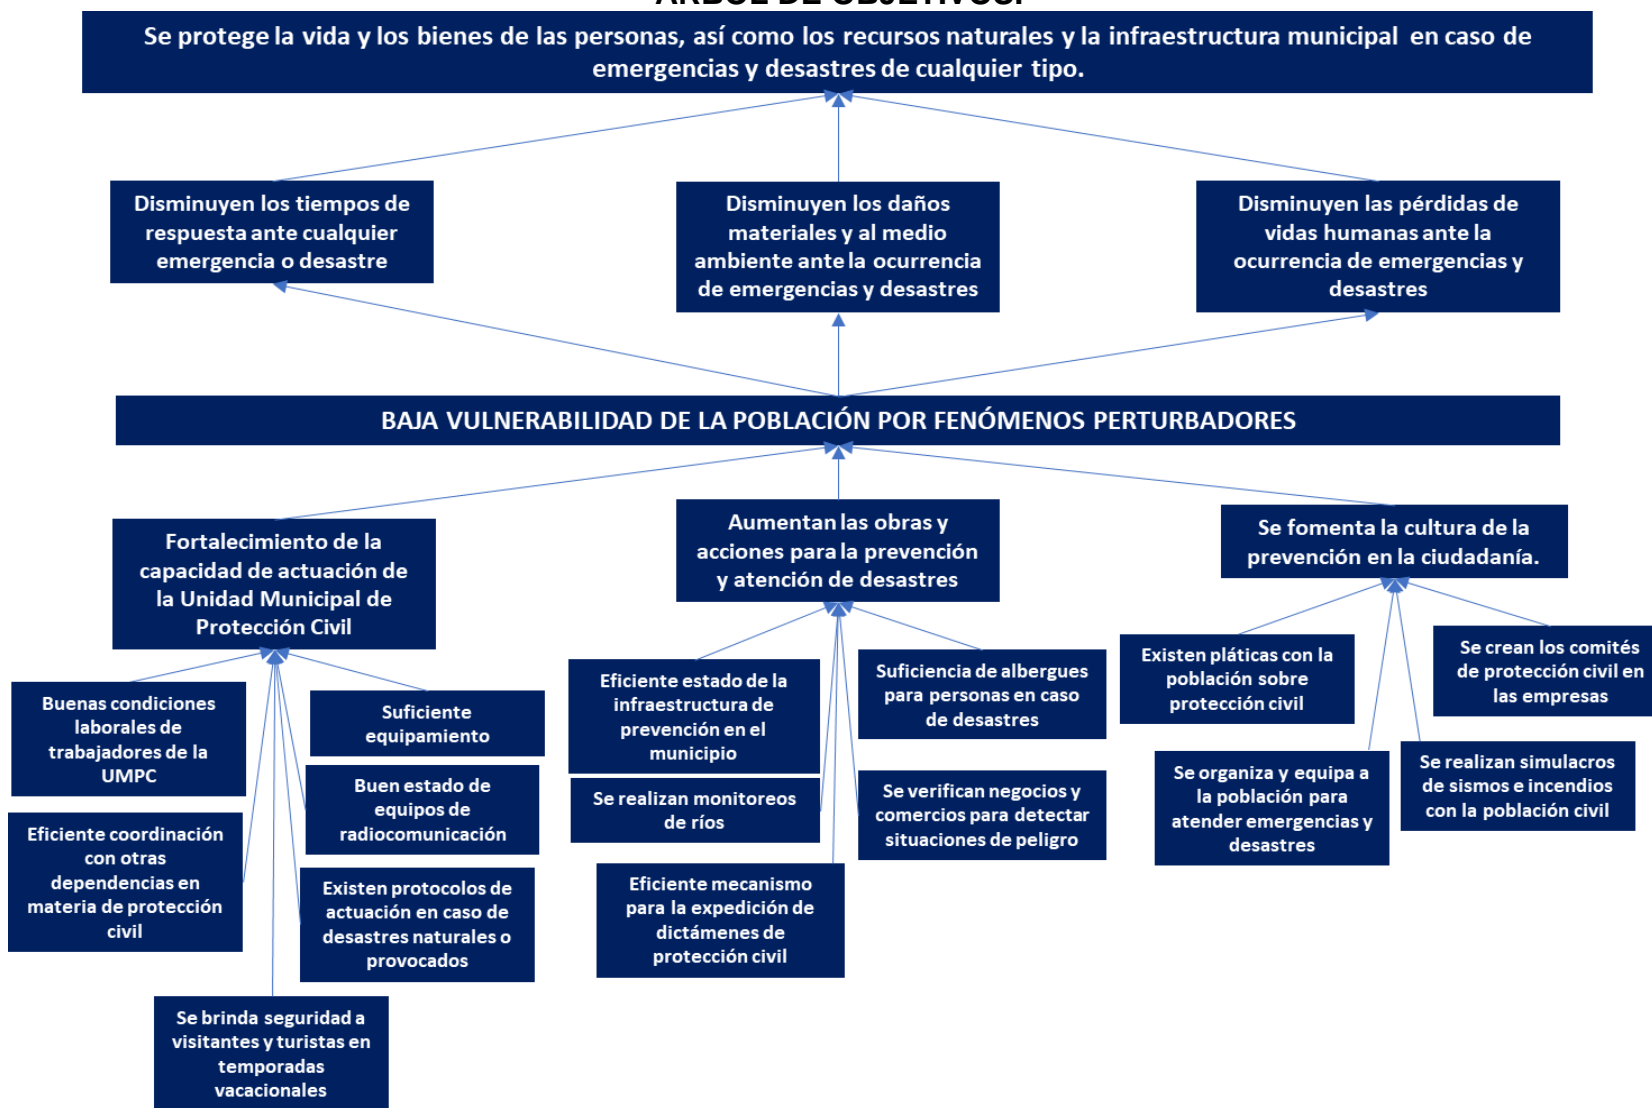 ÁRBOL DE OBJETIVOS.
Se protege la vida y los bienes de las personas, así como los recursos naturales y la infraestructura municipal en caso de
emergencias y desastres de cualquier tipo.
Disminuyen los tiempos de
respuesta ante cualquier
emergencia o desastre
Disminuyen los daños
materiales y al medio
ambiente ante la ocurrencia
de emergencias y desastres
Disminuyen las pérdidas de
vidas humanas ante la
ocurrencia de emergencias y
desastres
BAJA VULNERABILIDAD DE LA POBLACIÓN POR FENÓMENOS PERTURBADORES
Fortalecimiento de la
capacidad de actuación de
la Unidad Municipal de
Protección Civil
Aumentan las obras y
acciones para la prevención
y atención de desastres
Se fomenta la cultura de la
prevención en la ciudadanía.
Buenas condiciones
laborales de
trabajadores de la
UMPC
Suficiente
equipamiento
Buen estado de
equipos de
radiocomunicación
Eficiente coordinación
con otras
dependencias en
materia de protección
civil
Existen protocolos de
actuación en caso de
desastres naturales o
provocados
Se brinda seguridad a
visitantes y turistas en
temporadas
vacacionales
Eficiente estado de la
infraestructura de
prevención en el
municipio
Suficiencia de albergues
para personas en caso
de desastres
Se realizan monitoreos
de ríos
Se verifican negocios y
comercios para detectar
situaciones de peligro
Eficiente mecanismo
para la expedición de
dictámenes de
protección civil
Existen pláticas con la
población sobre
protección civil
Se crean los comités
de protección civil en
las empresas
Se organiza y equipa a
la población para
atender emergencias y
desastres
Se realizan simulacros
de sismos e incendios
con la población civil